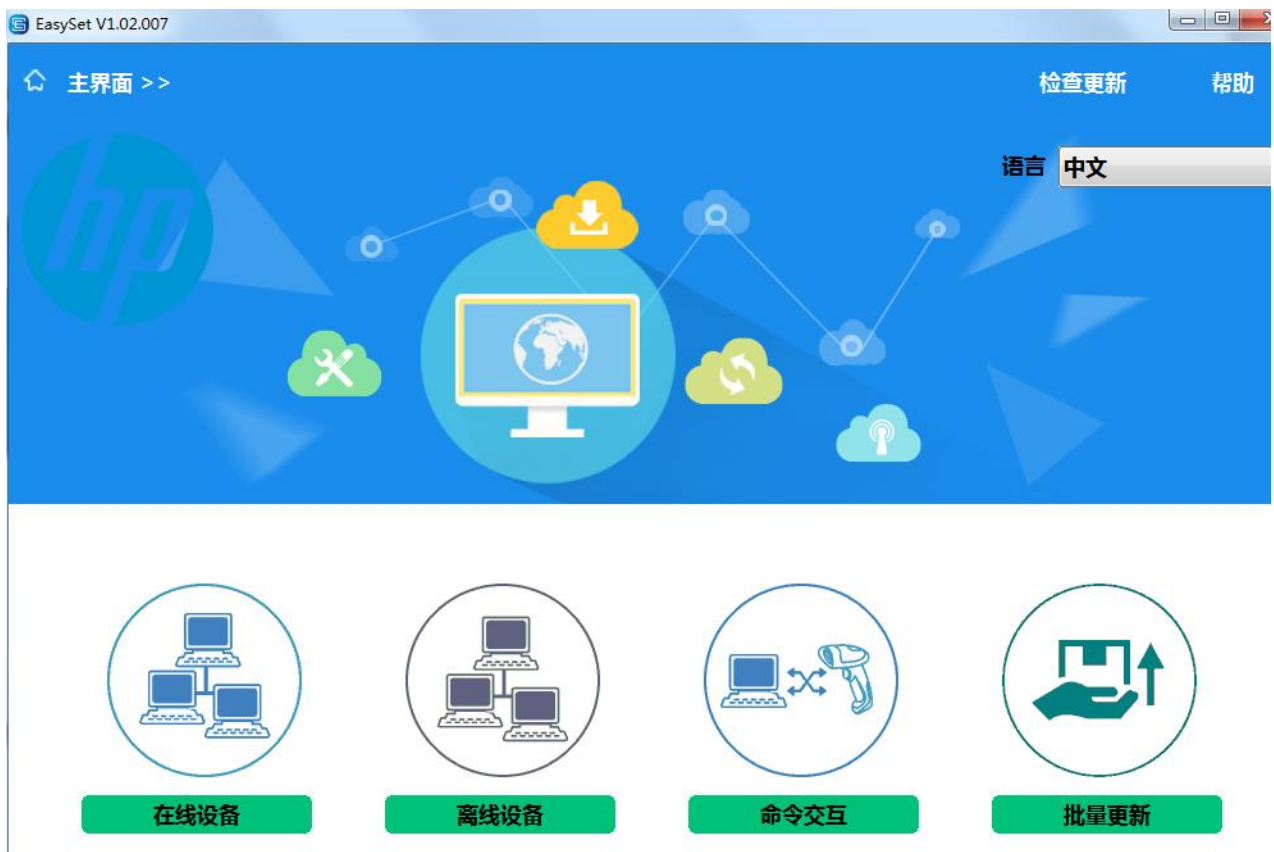 EasySet V1.02.007
主界面 >>
检查更新
帮助
语言
中文
hp
在线设备
离线设备
命令交互
批量更新